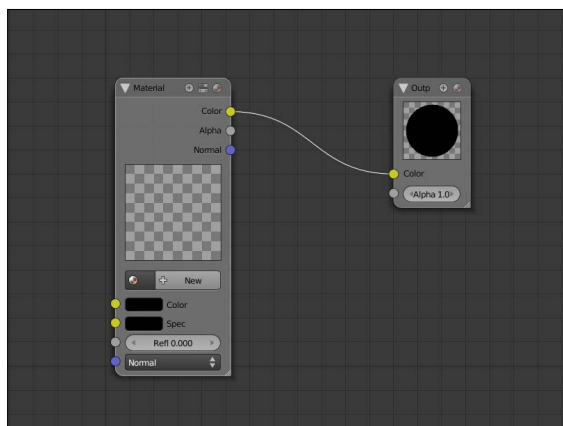 Material
Color
Alpha
Normal
New
Color
Spec
Refl 0.000
Normal
Outp
Color
Alpha 1.0